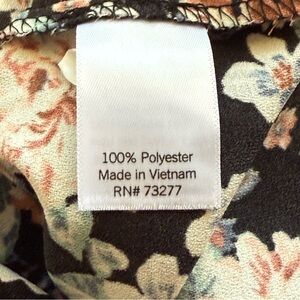 100% Polyester
Made in Vietnam
RN# 73277